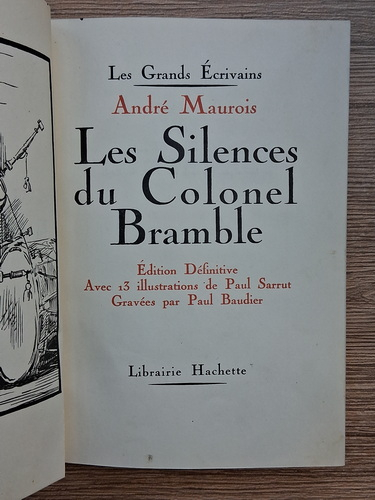 Les Grands Écrivains
André Maurois
Les Silences
du Colonel
Bramble
Édition Définitive
Avec 13 illustrations de Paul Sarrut
Gravées par Paul Baudier
Librairie Hachette